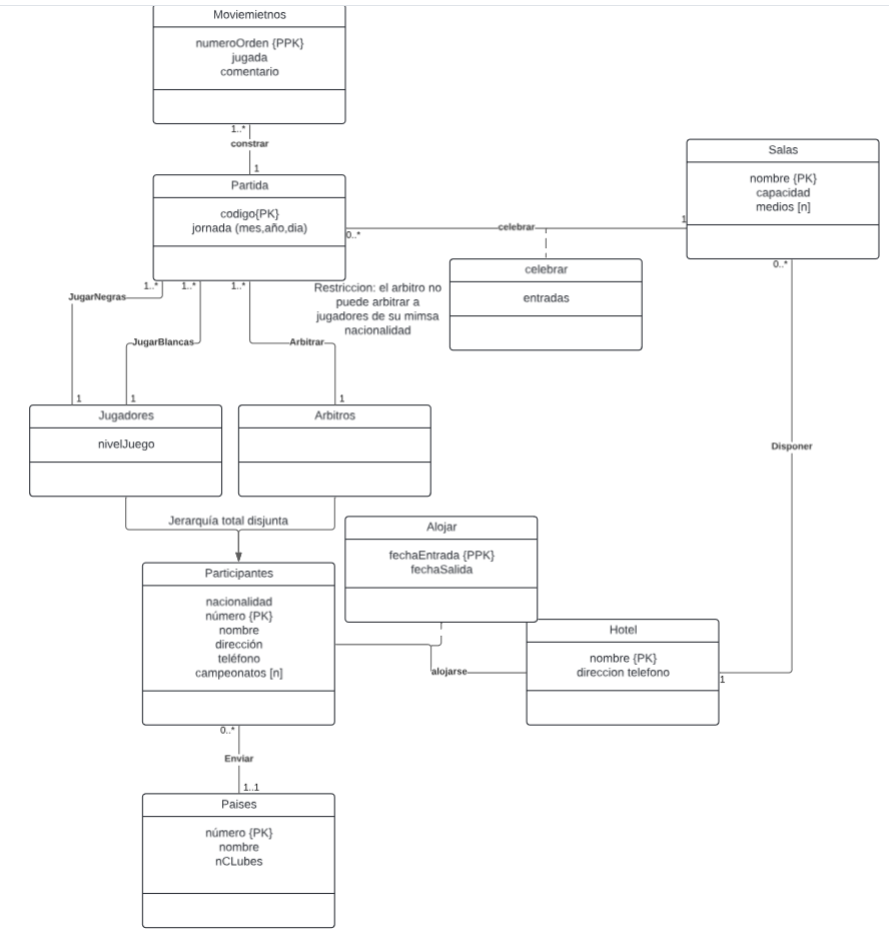 Moviemietnos
numeroOrden {PPK}
jugada
comentario
1..*
constrar
1
Partida
codigo{PK}
jornada (mes,año,dia)
0..*
celebrar
1
Salas
nombre {PK}
capacidad
medios [n]
0..*
celebrar
entradas
1..*
1..*
1..*
JugarNegras
JugarBlancas
Arbitrar
Restriccion: el arbitro no
puede arbitrar a
jugadores de su mimsa
nacionalidad
1
1
1
Jugadores
nivelJuego
Arbitros
Disponer
Jerarquía total disjunta
Alojar
fechaEntrada {PPK}
fechaSalida
Participantes
nacionalidad
número {PK}
nombre
dirección
teléfono
campeonatos [n]
alojarse
Hotel
nombre {PK}
direccion telefono
1
0..*
Enviar
1..1
Paises
número {PK}
nombre
nCLubes